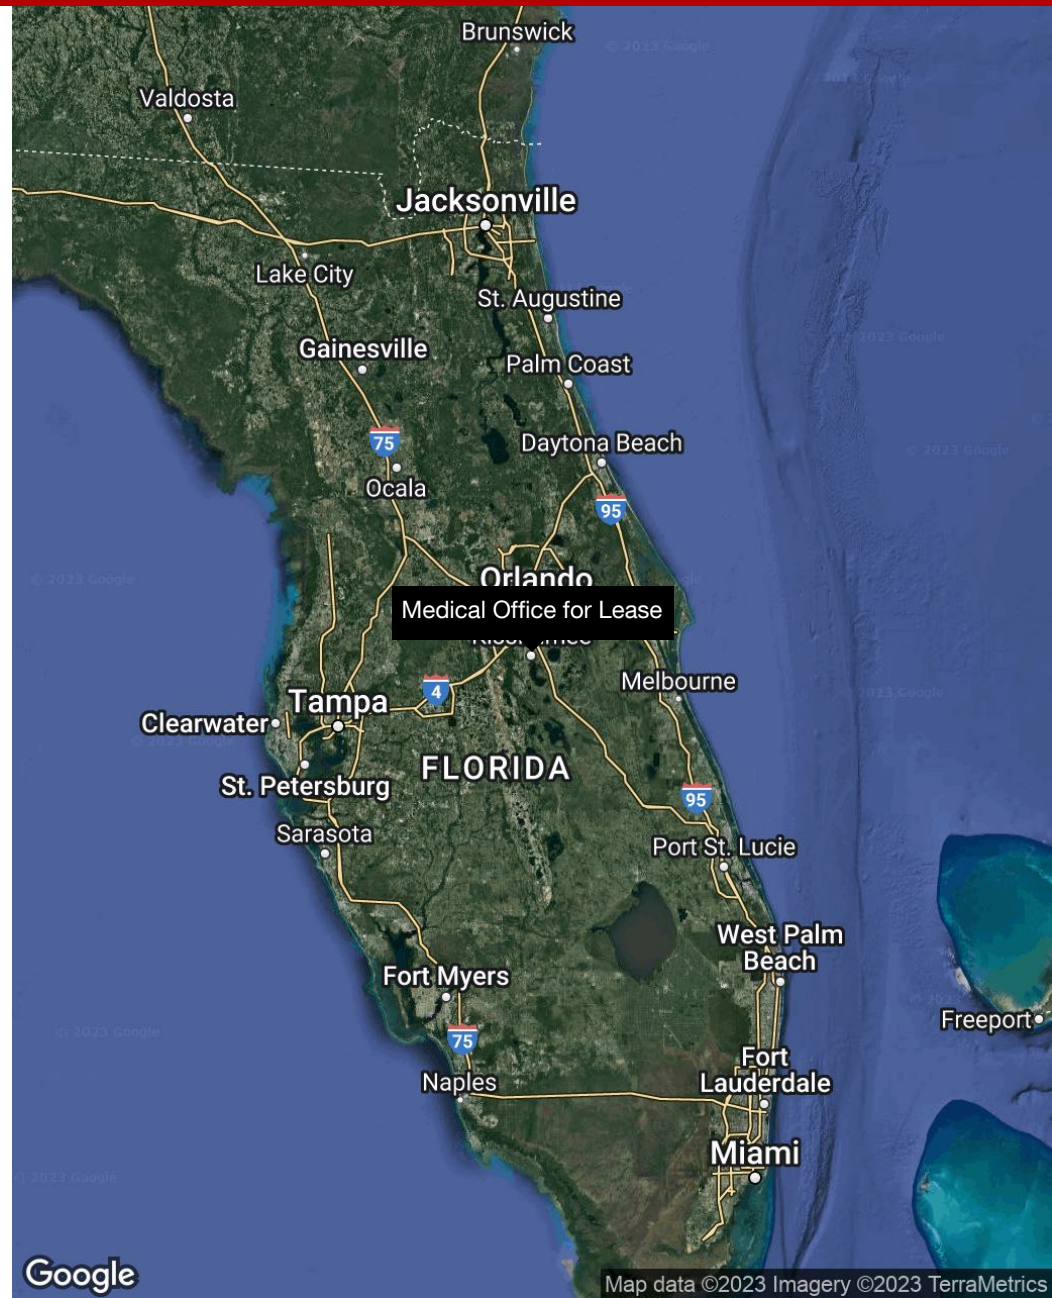 Brunswick
Valdosta
Jacksonville
Lake City
St. Augustine
Gainesville
Palm Coast
75
Daytona Beach
Ocala
95
Orlando
Medical Office for Lease
Melbourne
4
Tampa
Clearwater
FLORIDA
St. Petersburg
95
Sarasota
Port St. Lucie
West Palm
Beach
Fort Myers
Freeport
75
Fort
Lauderdale
Naples
Miami
Google
Map data ©2023 Imagery ©2023 TerraMetrics